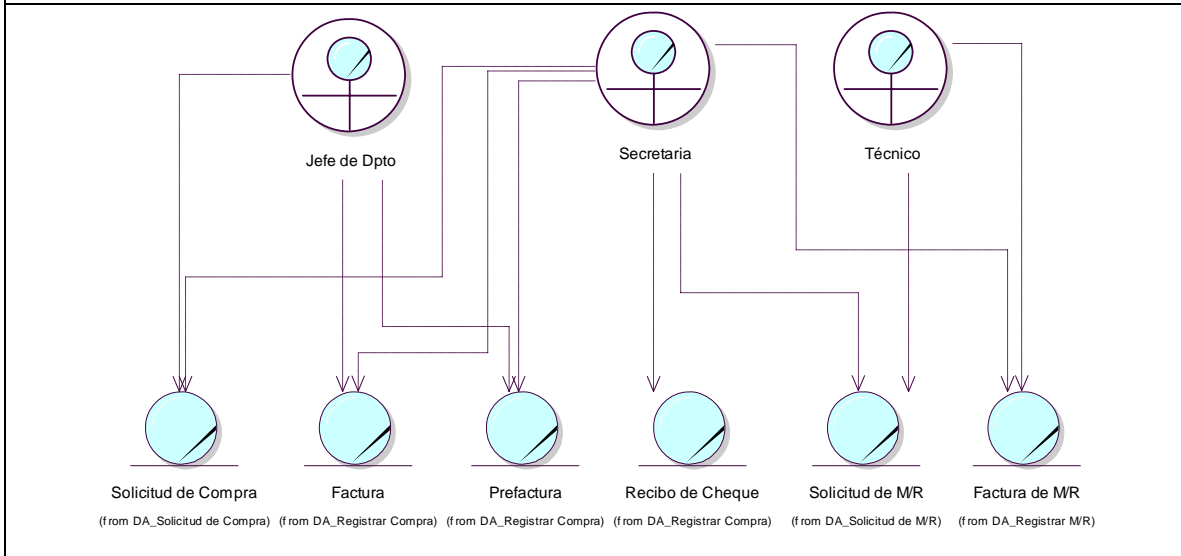 Jefe de Dpto
Secretaria
Técnico
Solicitud de Compra
Factura
Prefactura
Recibo de Cheque
Solicitud de M/R
Factura de M/R
(from DA_Solicitud de Compra)
(from DA_Registrar Compra)
(from DA_Registrar Compra)
(from DA_Registrar Compra)
(from DA_Solicitud de M/R)
(from DA_Registrar M/R)